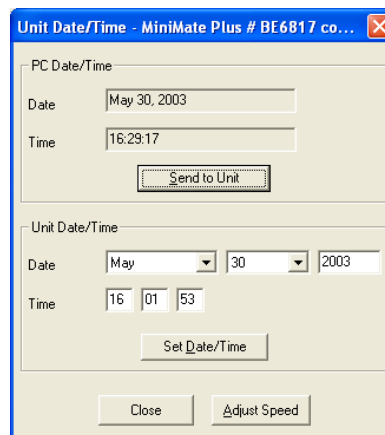 Unit Date/Time - MiniMate Plus # BE6817 co...
PC Date/Time
Date May 30, 2003
Time 16:29:17
Send to Unit
Unit Date/Time
Date May 30 2003
Time 16 01 53
Set Date/Time
Close Adjust Speed